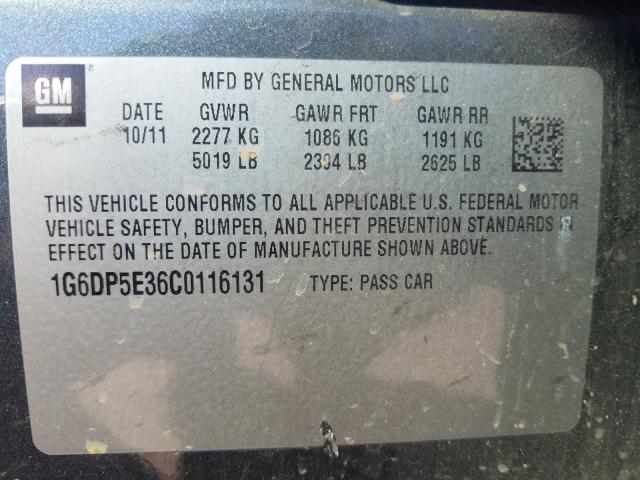 GM
MFD BY GENERAL MOTORS LLC
DATE GVWR GAWR FRT GAWR RR
10/11 2277 KG 1086 KG 1191 KG
5019 LB 2394 LB 2625 LB
THIS VEHICLE CONFORMS TO ALL APPLICABLE U.S. FEDERAL MOTOR
VEHICLE SAFETY, BUMPER, AND THEFT PREVENTION STANDARDS IN
EFFECT ON THE DATE OF MANUFACTURE SHOWN ABOVE.
1G6DP5E36C0116131 TYPE: PASS CAR